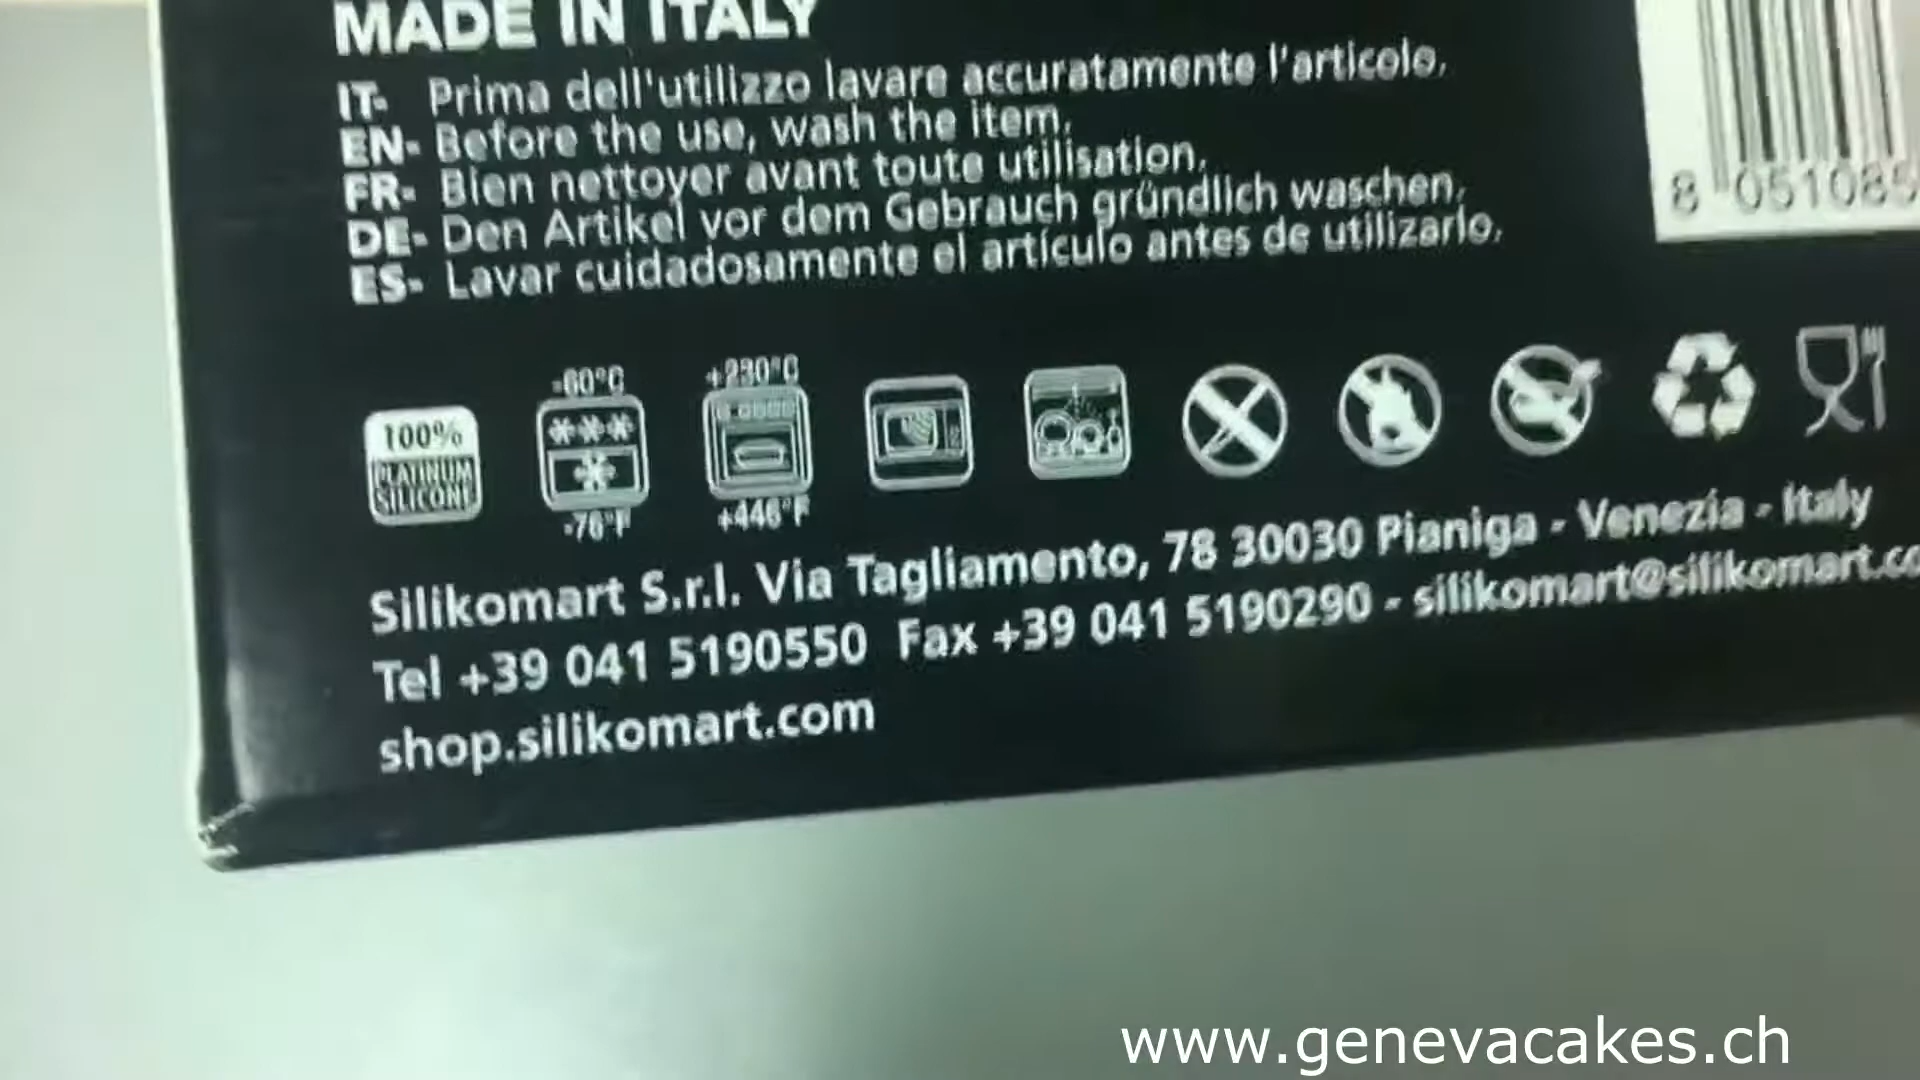 MADE IN ITALY
IT- Prima dell'utilizzo lavare accuratamente l'articolo.
EN- Before the use, wash the item.
FR- Bien nettoyer avant toute utilisation.
DE- Den Artikel vor dem Gebrauch gründlich waschen.
ES- Lavar cuidadosamente el artículo antes de utilizarlo.
8 051085
-60°C +230°C
100%
PLATINUM
SILICONE
-76°F +446°F
Silikomart S.r.l. Via Tagliamento, 78 30030 Pianiga - Venezia - Italy
Tel +39 041 5190550 Fax +39 041 5190290 - silikomart@silikomart.co
shop.silikomart.com
www.genevacakes.ch